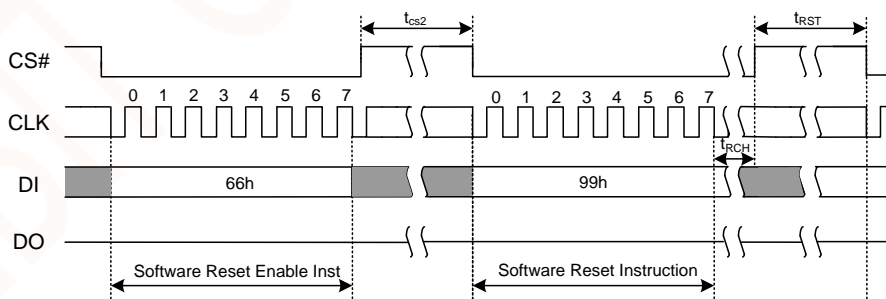 tcs2
tRST
CS#
0 1 2 3 4 5 6 7
0 1 2 3 4 5 6 7
CLK
tRCH
DI
66h
99h
DO
Software Reset Enable Inst
Software Reset Instruction